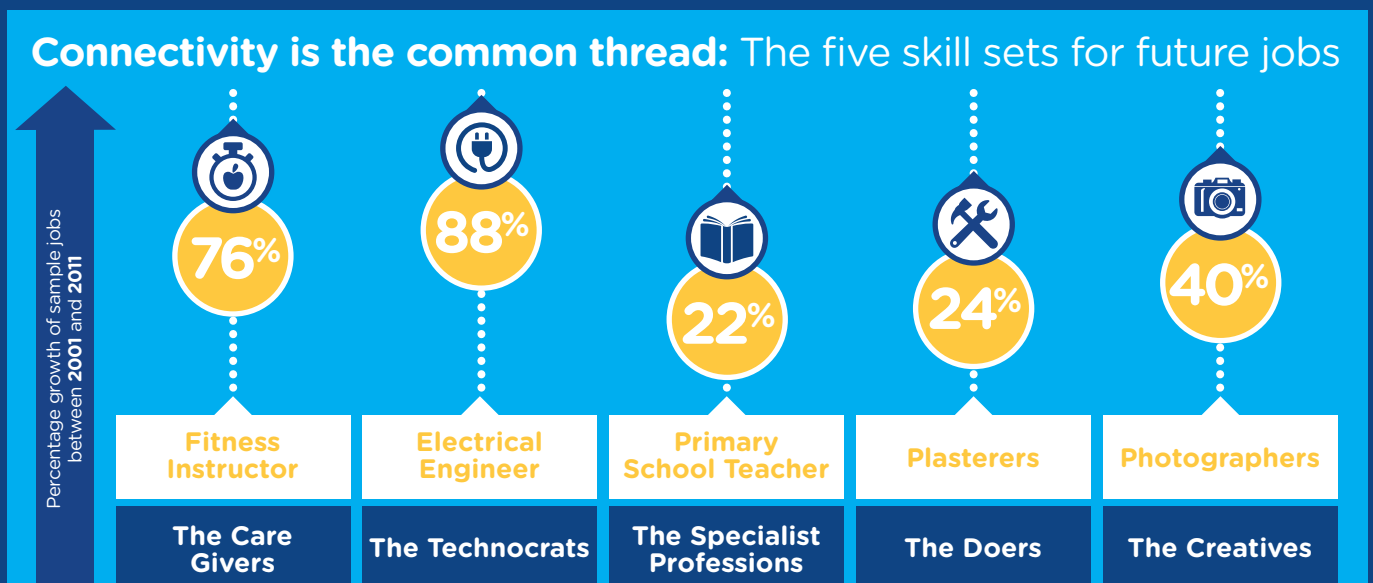 Connectivity is the common thread: The five skill sets for future jobs
Percentage growth of sample jobs
between 2001 and 2011
76%
88%
22%
24%
40%
Fitness
Instructor
Electrical
Engineer
Primary
School Teacher
Plasterers
Photographers
The Care
Givers
The Technocrats
The Specialist
Professions
The Doers
The Creatives